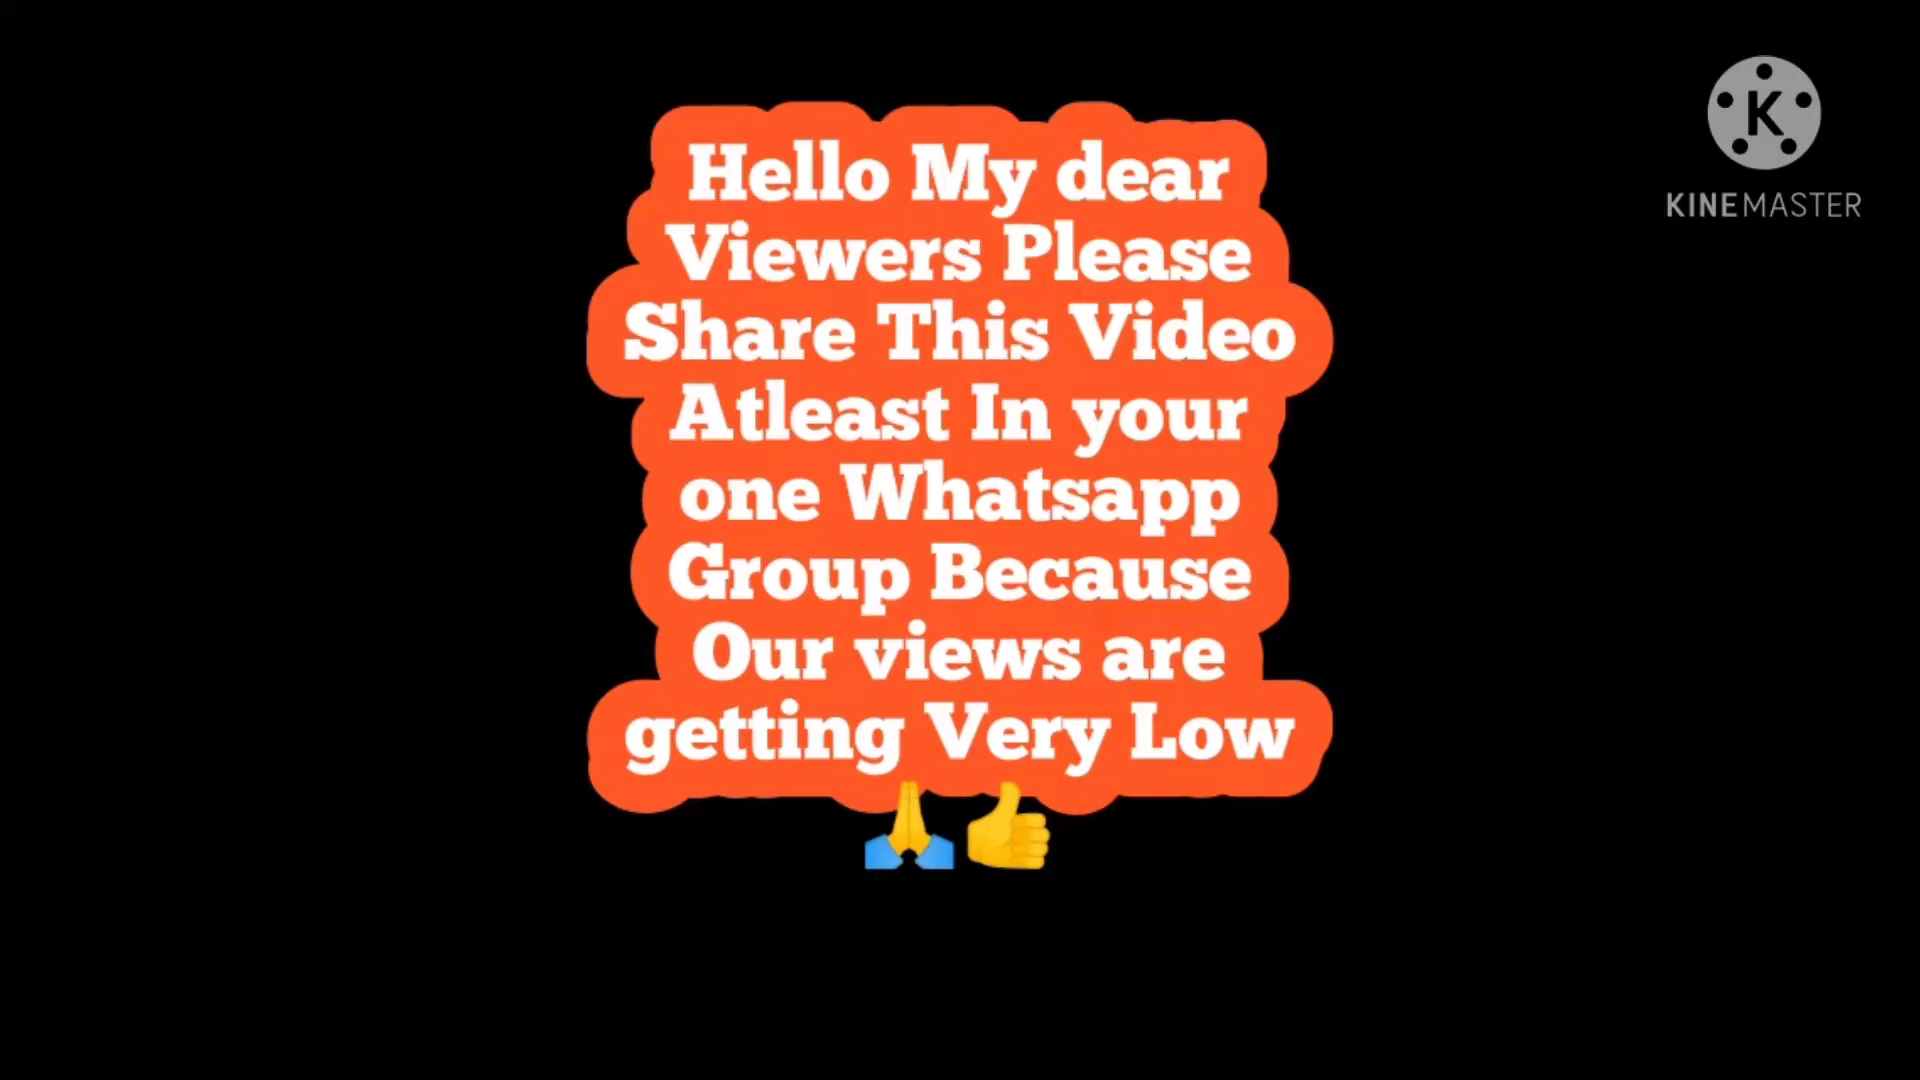 Hello My dear
Viewers Please
Share This Video
Atleast In your
one Whatsapp
Group Because
Our views are
getting Very Low
🙏👍
K
KINEMASTER